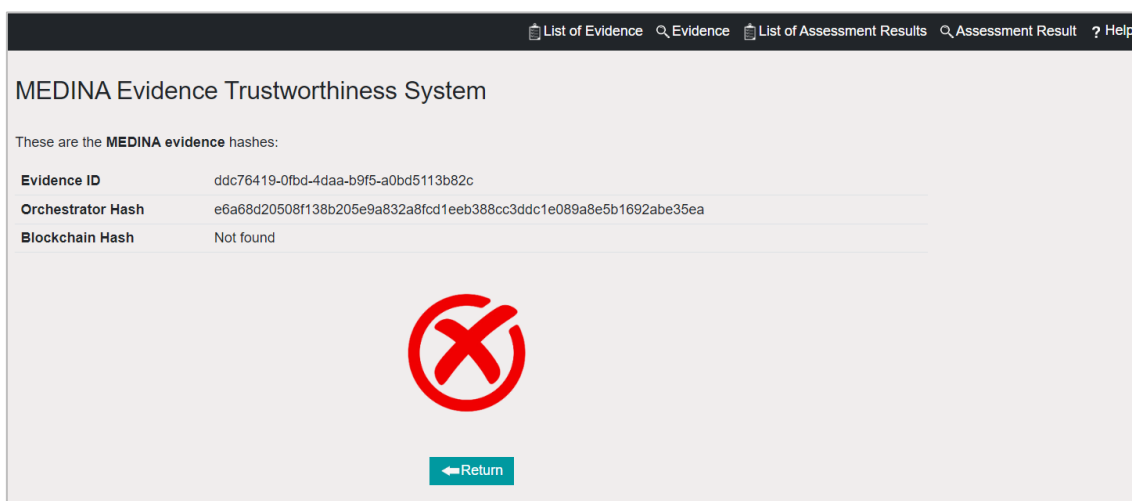 List of Evidence Evidence List of Assessment Results Assessment Result ? Help
MEDINA Evidence Trustworthiness System
These are the MEDINA evidence hashes:
Evidence ID ddc76419-0fbd-4daa-b9f5-a0bd5113b82c
Orchestrator Hash e6a68d20508f138b205e9a832a8fcd1eeb388cc3ddc1e089a8e5b1692abe35ea
Blockchain Hash Not found
Return